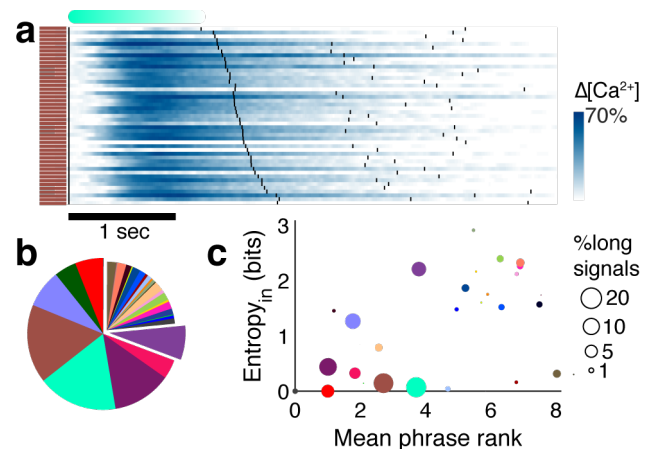 a
Δ[Ca²⁺]
70%
1 sec
b
c
Entropy_in (bits)
3
2
1
0
0 2 4 6 8
Mean phrase rank
%long
signals
20
10
5
1